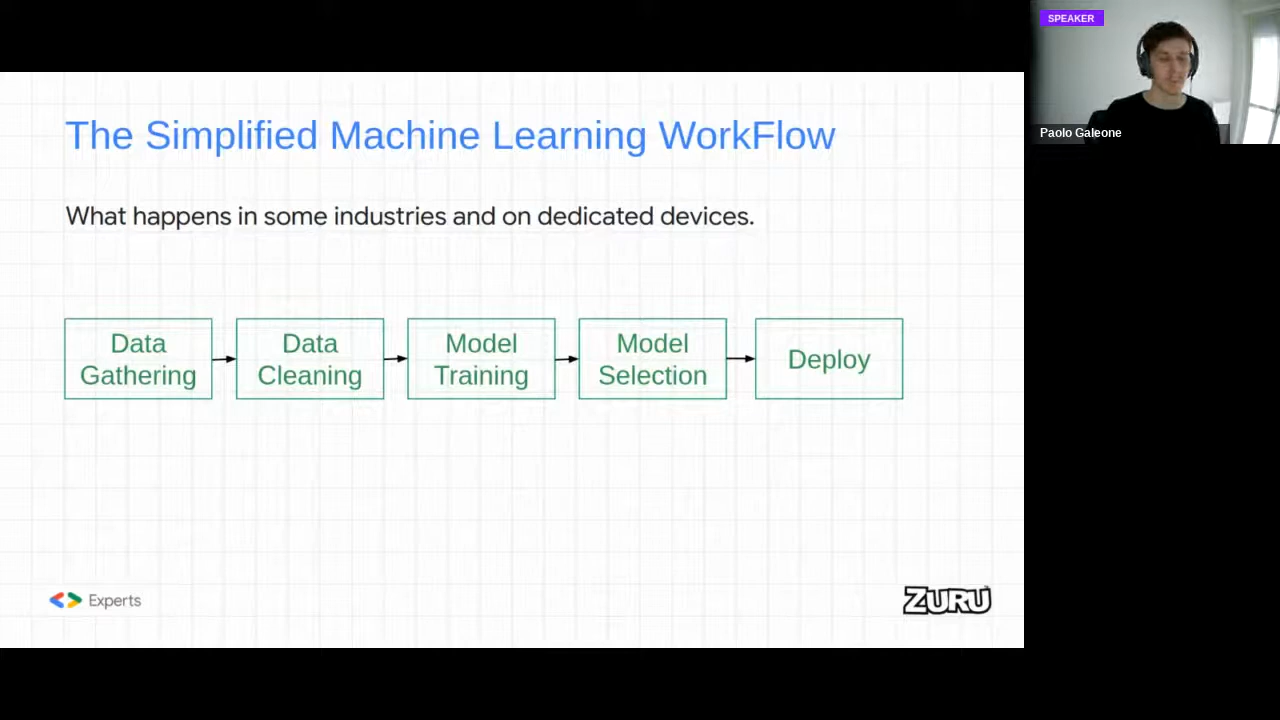 The Simplified Machine Learning WorkFlow
What happens in some industries and on dedicated devices.
Data
Gathering
Data
Cleaning
Model
Training
Model
Selection
Deploy
Experts
ZURU
SPEAKER
Paolo Galeone